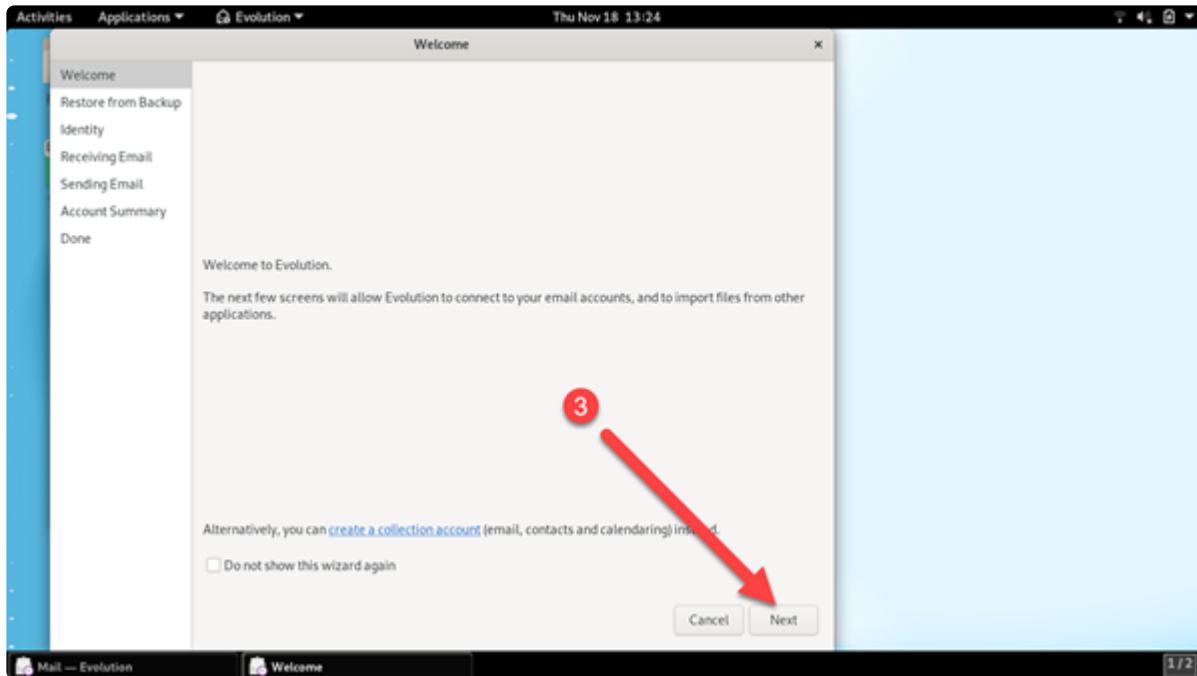 Activities Applications Evolution Thu Nov 18 13:24
Welcome
Welcome
Restore from Backup
Identity
Receiving Email
Sending Email
Account Summary
Done
Welcome to Evolution.
The next few screens will allow Evolution to connect to your email accounts, and to import files from other
applications.
3
Alternatively, you can create a collection account (email, contacts and calendaring)
Do not show this wizard again
Cancel Next
Mail — Evolution Welcome 1/2